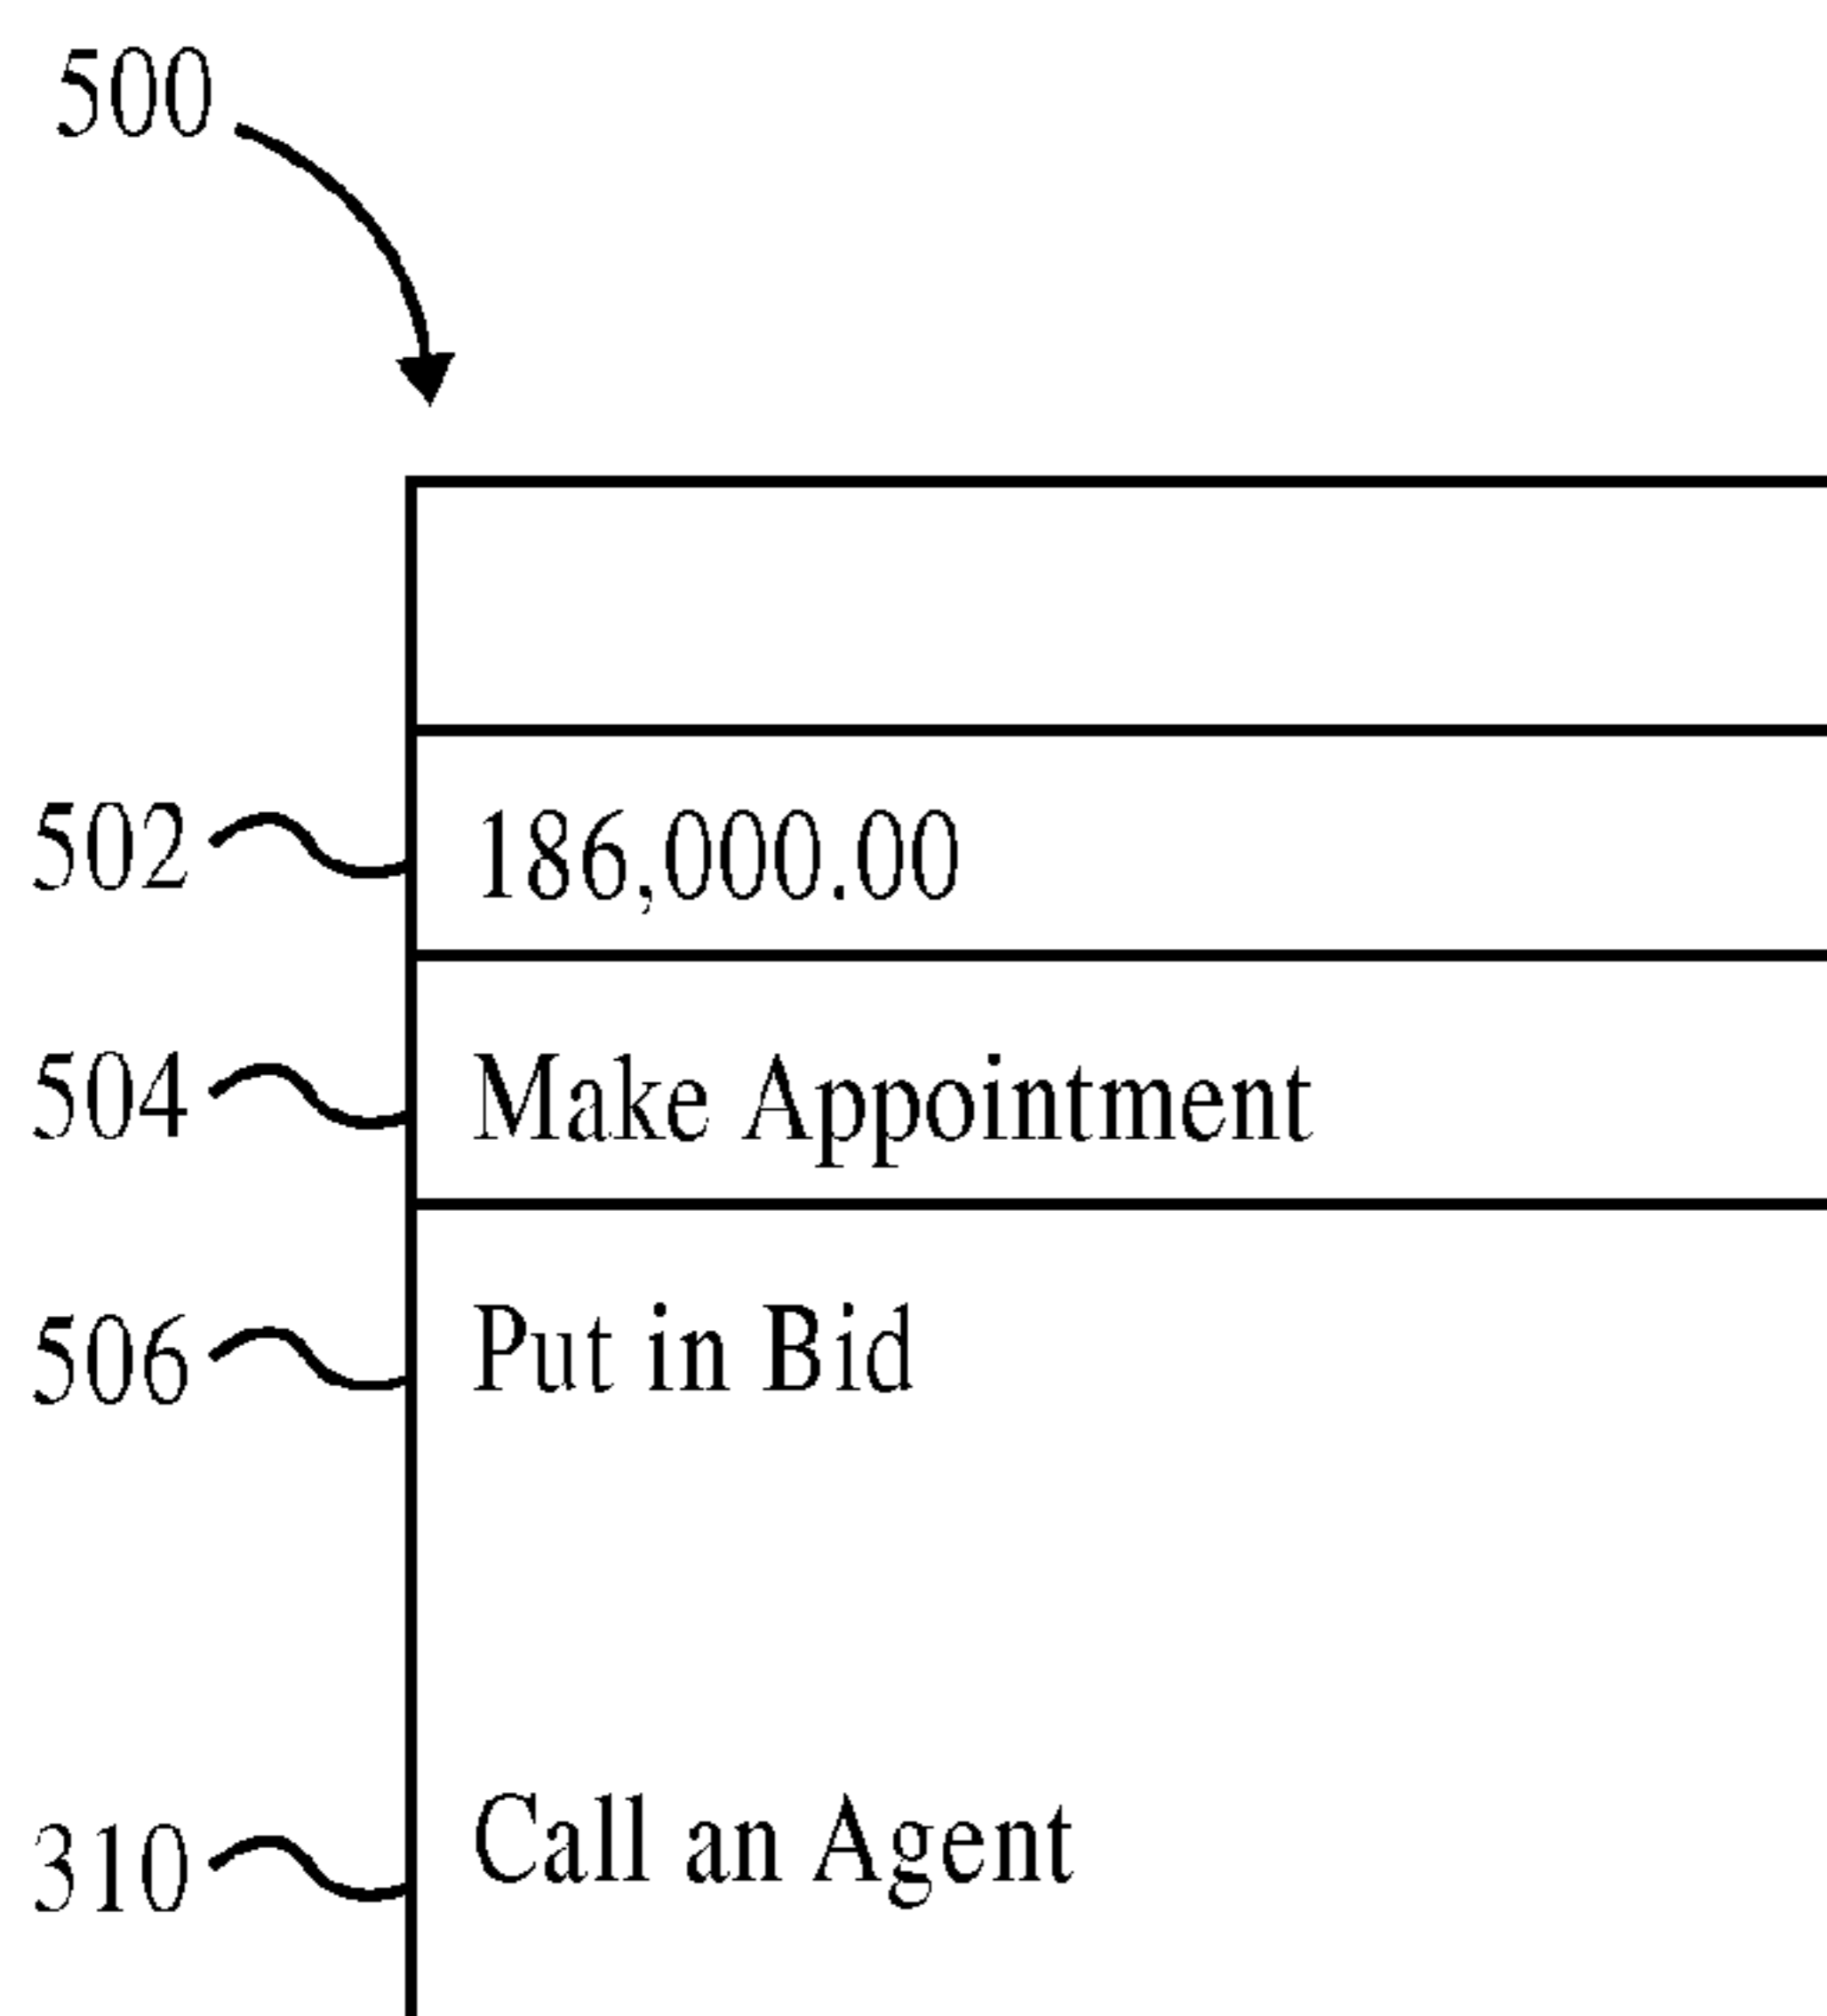 500
502 186,000.00
504 Make Appointment
506 Put in Bid
310 Call an Agent